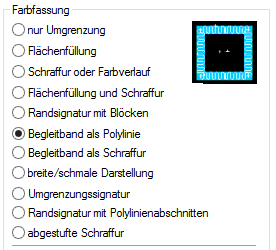 Farbfassung
nur Umgrenzung
Flächenfüllung
Schraffur oder Farbverlauf
Flächenfüllung und Schraffur
Randsignatur mit Blöcken
Begleitband als Polylinie
Begleitband als Schraffur
breite/schmale Darstellung
Umgrenzungssignatur
Randsignatur mit Polylinienabschnitten
abgestufte Schraffur